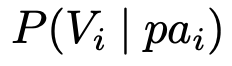 P(V_i | pa_i)